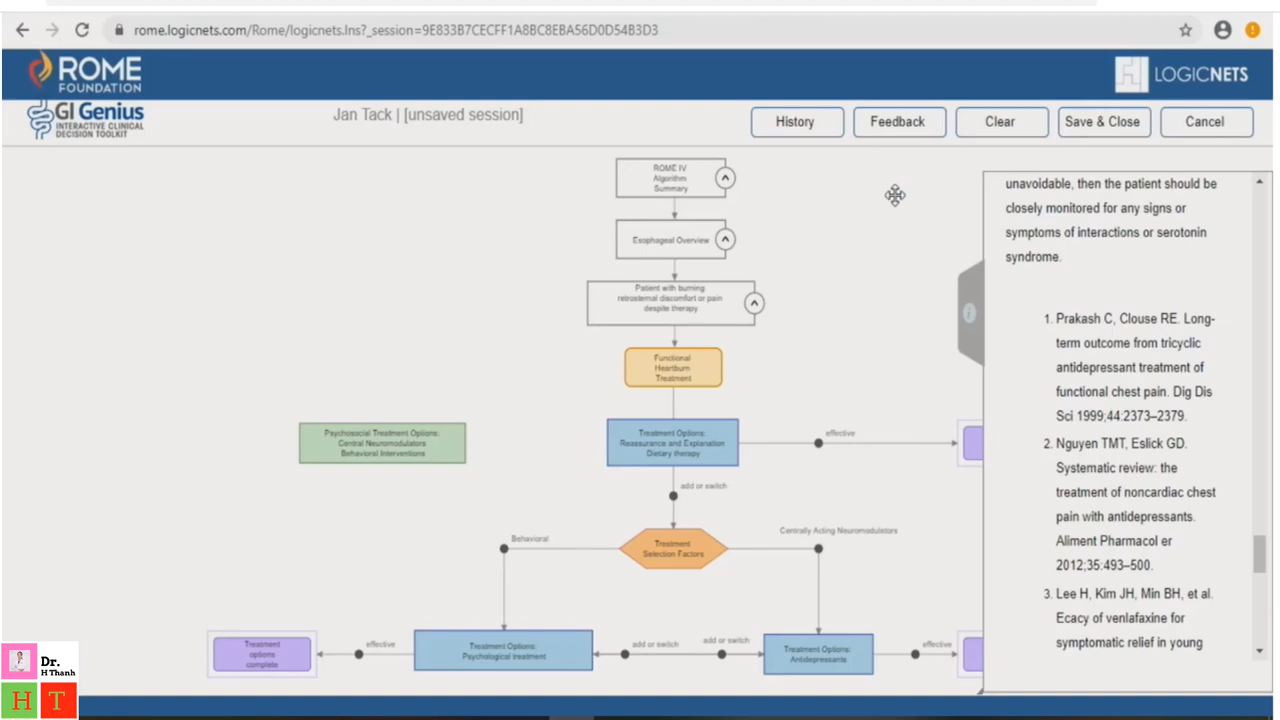 rome.logicnets.com/Rome/logicnets.lns?_session=9E833B7CECFF1A8BC8EBA56D0D54B3D3
ROME
FOUNDATION
LOGICNETS
GI Genius
INTERACTIVE CLINICAL
DECISION TOOLKIT
Jan Tack | [unsaved session]
History
Feedback
Clear
Save & Close
Cancel
ROME IV
Algorithm
Summary
Esophageal Overview
Patient with burning
retrosternal discomfort or pain
despite therapy
Functional
Heartburn
Treatment
Psychosocial Treatment Options:
Central Neuromodulators
Behavioral Interventions
Treatment Options:
Reassurance and Explanation
Dietary therapy
effective
add or switch
Behavioral
Treatment
Selection Factors
Centrally Acting Neuromodulators
Treatment
options
complete
effective
Treatment Options:
Psychological treatment
add or switch
add or switch
Treatment Options:
Antidepressants
effective
unavoidable, then the patient should be
closely monitored for any signs or
symptoms of interactions or serotonin
syndrome.
1. Prakash C, Clouse RE. Long-
term outcome from tricyclic
antidepressant treatment of
functional chest pain. Dig Dis
Sci 1999;44:2373–2379.
2. Nguyen TMT, Eslick GD.
Systematic review: the
treatment of noncardiac chest
pain with antidepressants.
Aliment Pharmacol er
2012;35:493–500.
3. Lee H, Kim JH, Min BH, et al.
Ecacy of venlafaxine for
symptomatic relief in young
Dr.
H Thanh
H T